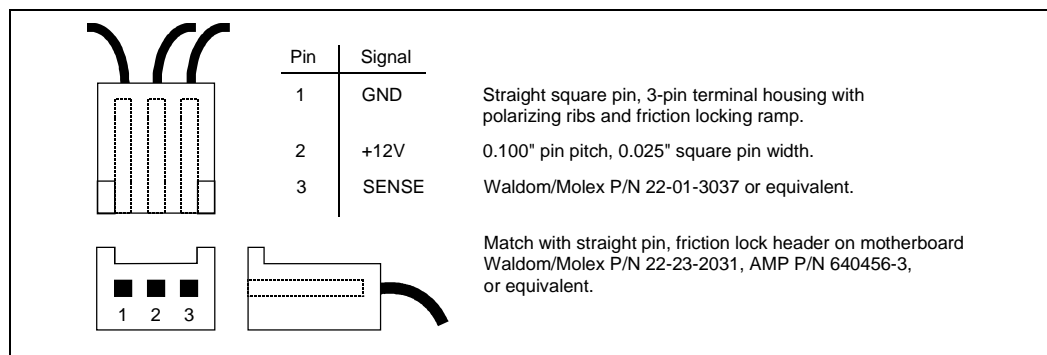 Pin Signal
1 GND Straight square pin, 3-pin terminal housing with
polarizing ribs and friction locking ramp.
2 +12V 0.100" pin pitch, 0.025" square pin width.
3 SENSE Waldom/Molex P/N 22-01-3037 or equivalent.
Match with straight pin, friction lock header on motherboard
Waldom/Molex P/N 22-23-2031, AMP P/N 640456-3,
or equivalent.
1 2 3